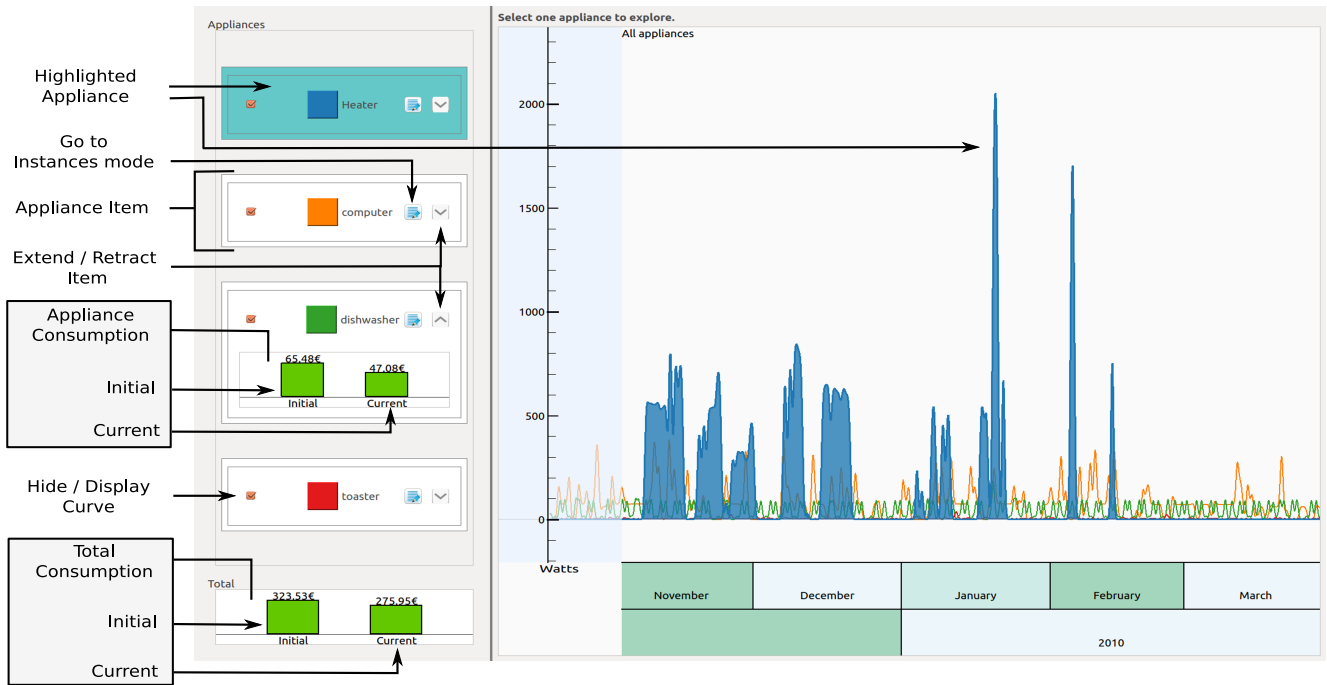 Highlighted
Appliance
Go to
Instances mode
Appliance Item
Extend / Retract
Item
Appliance
Consumption
Initial
Current
Hide / Display
Curve
Total
Consumption
Initial
Current
Appliances
Heater
computer
dishwasher
65.48€
47.08€
Initial
Current
toaster
Total
323.53€
275.95€
Initial
Current
Select one appliance to explore.
All appliances
2000
1500
1000
500
0
Watts
November
December
January
February
March
2010